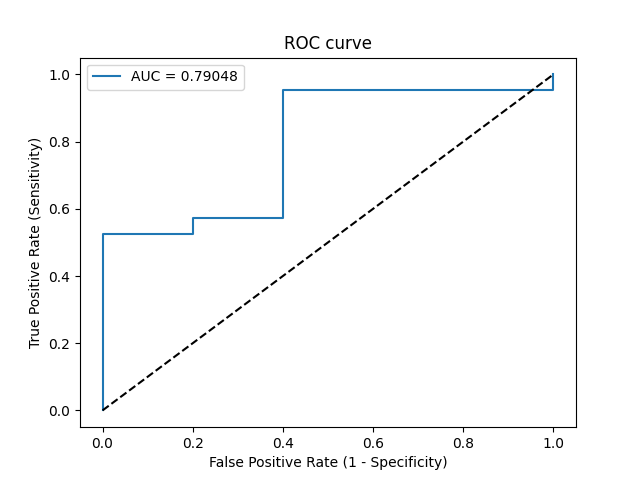 ROC curve
AUC = 0.79048
True Positive Rate (Sensitivity)
1.0
0.8
0.6
0.4
0.2
0.0
0.0 0.2 0.4 0.6 0.8 1.0
False Positive Rate (1 - Specificity)